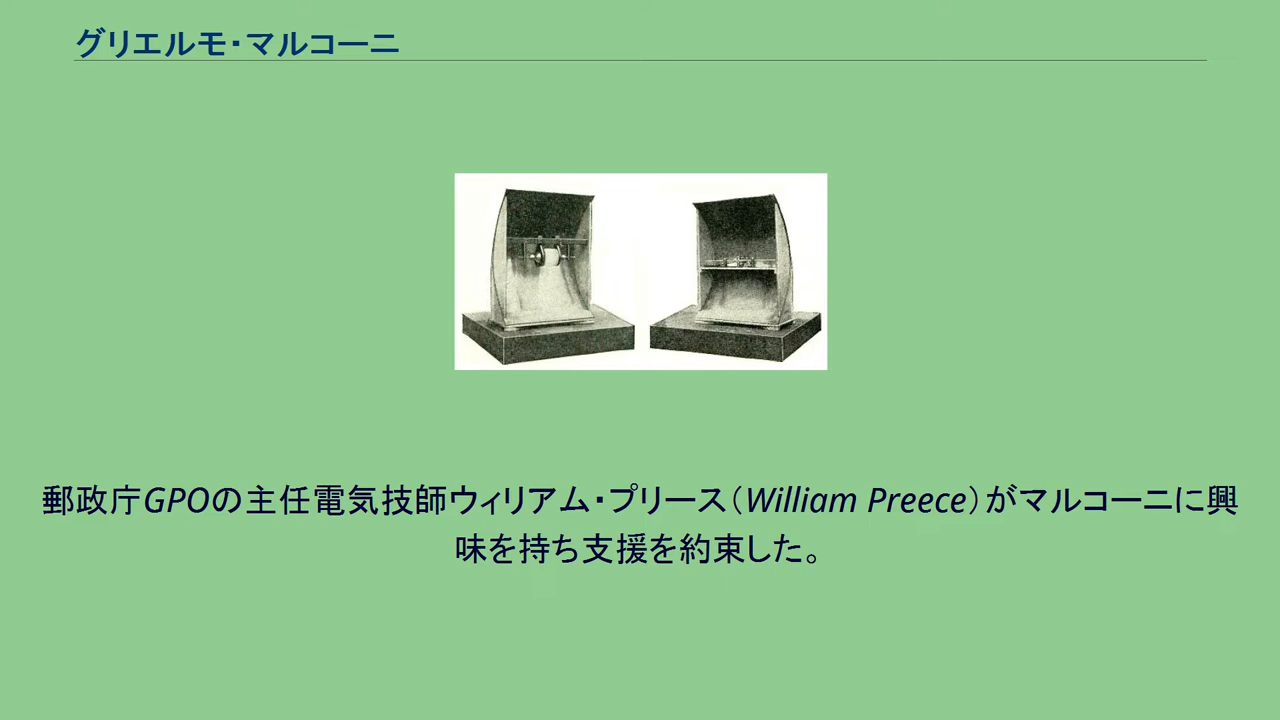 グリエルモ・マルコーニ
郵政庁GPOの主任電気技師ウィリアム・プリース（William Preece）がマルコーニに興
味を持ち支援を約束した。